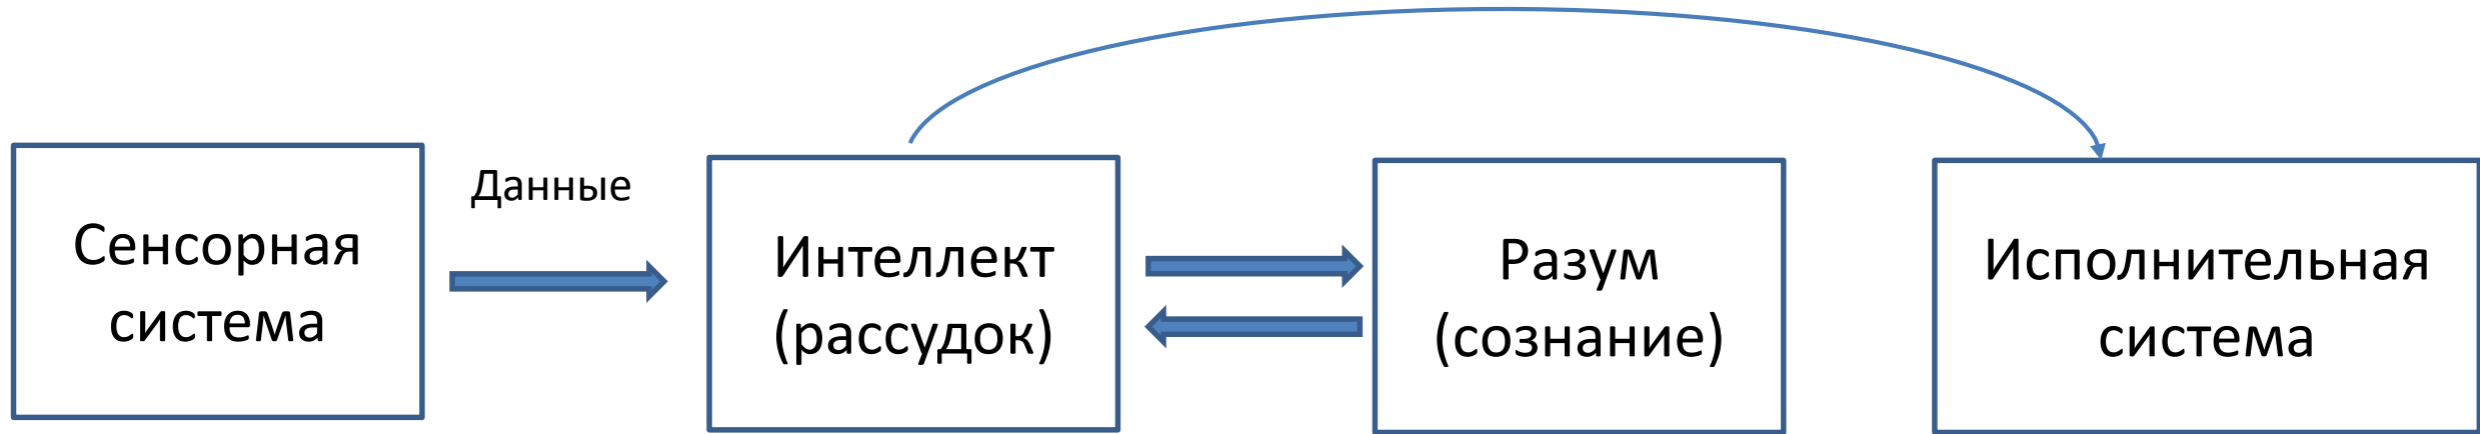 Сенсорная
система
Данные
Интеллект
(рассудок)
Разум
(сознание)
Исполнительная
система